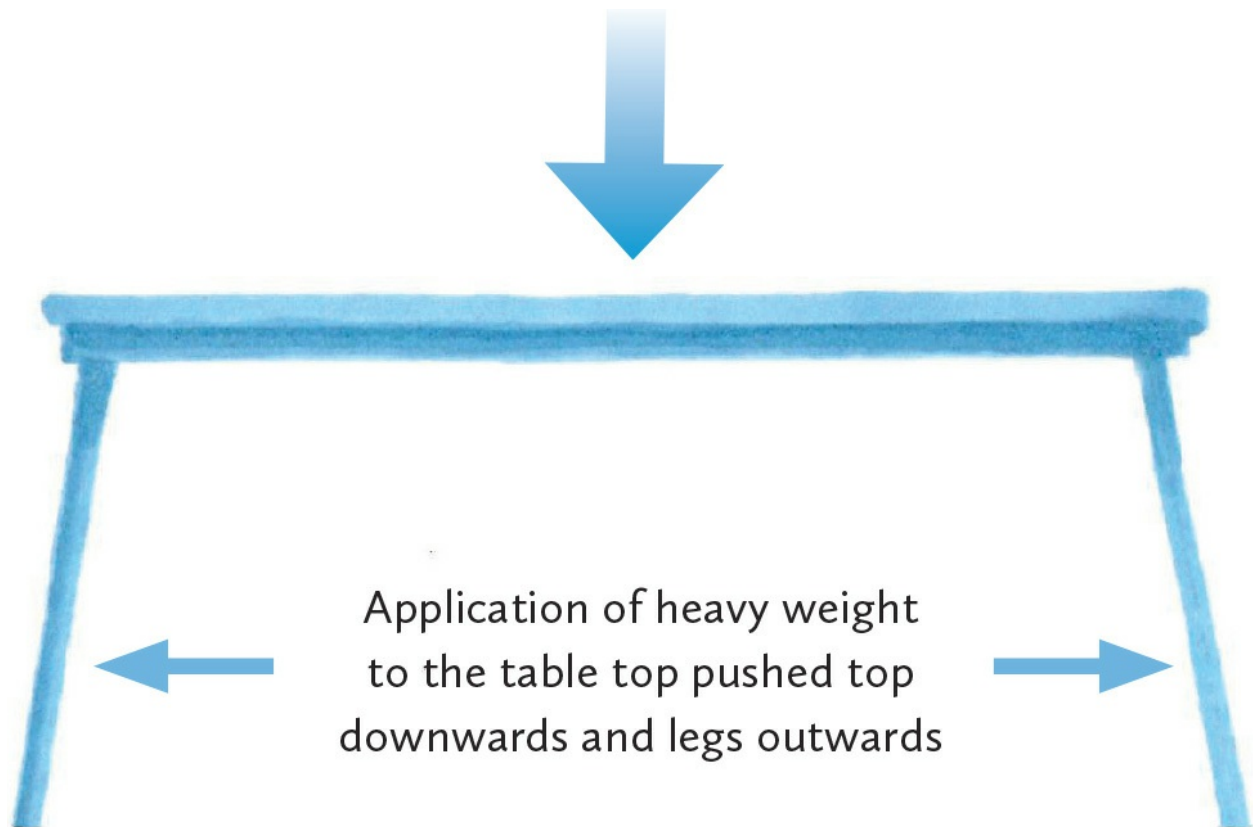 Application of heavy weight
to the table top pushed top
downwards and legs outwards